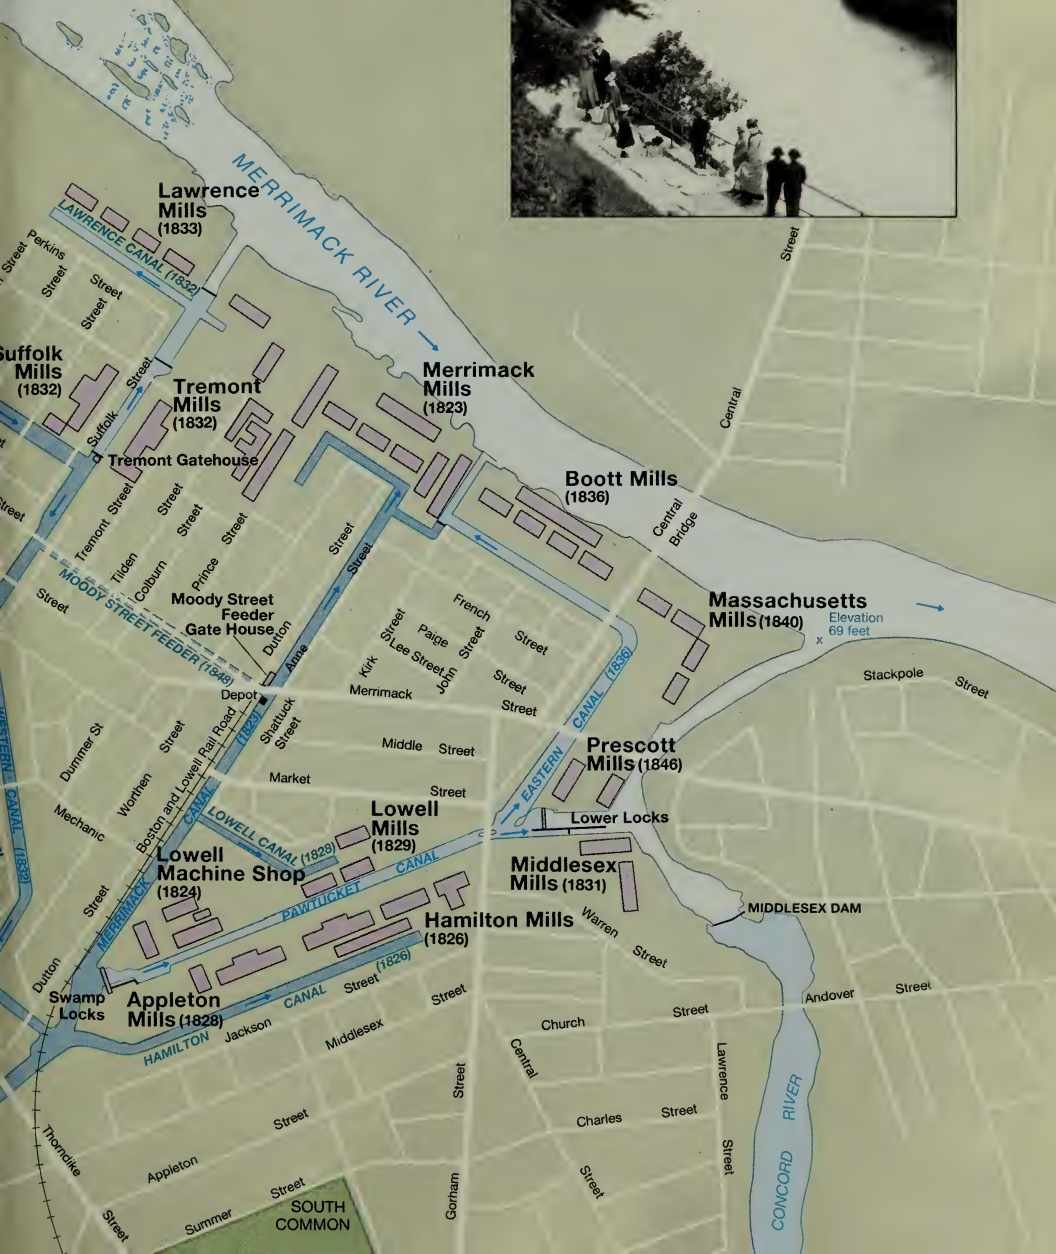 MERRIMACK RIVER
Lawrence
Mills
(1833)
LAWRENCE CANAL (1832)
Perkins
Street
Street
Street
Street
Street
Central
Suffolk
Mills
(1832)
Street
Suffolk
Tremont
Mills
(1832)
Tremont Gatehouse
Merrimack
Mills
(1823)
Boott Mills
(1836)
Central
Bridge
Street
Tremont
Street
Tilden
Street
Colburn
Street
Prince
Street
Street
Street
MOODY STREET FEEDER (1848)
Street
Moody Street
Feeder
Gate House
Dutton
Anne
Depot
Kirk
Street
Paige
Lee Street
John
Street
French
Street
Street
Merrimack
Street
Massachusetts
Mills (1840)
Elevation
69 feet
x
Stackpole
Street
EASTERN CANAL (1836)
Prescott
Mills (1846)
Shattuck
Street
Middle Street
Market
Street
Dummer St
Worthen
Street
Mechanic
Street
Dutton
Boston and Lowell Rail Road
MERRIMACK CANAL (1823)
WESTERN CANAL (1832)
LOWELL CANAL (1828)
Lowell
Mills
(1829)
Lower Locks
Lowell
Machine Shop
(1824)
PAWTUCKET CANAL
Middlesex
Mills (1831)
Hamilton Mills
(1826)
MIDDLESEX DAM
Warren
Street
Swamp
Locks
Appleton
Mills (1828)
HAMILTON CANAL (1826)
Jackson
Street
Middlesex
Street
Church
Street
Andover
Street
Central
Street
Lawrence
Street
Charles
Street
CONCORD RIVER
Gorham
Street
Thorndike
Street
Appleton
Street
Summer
Street
SOUTH
COMMON